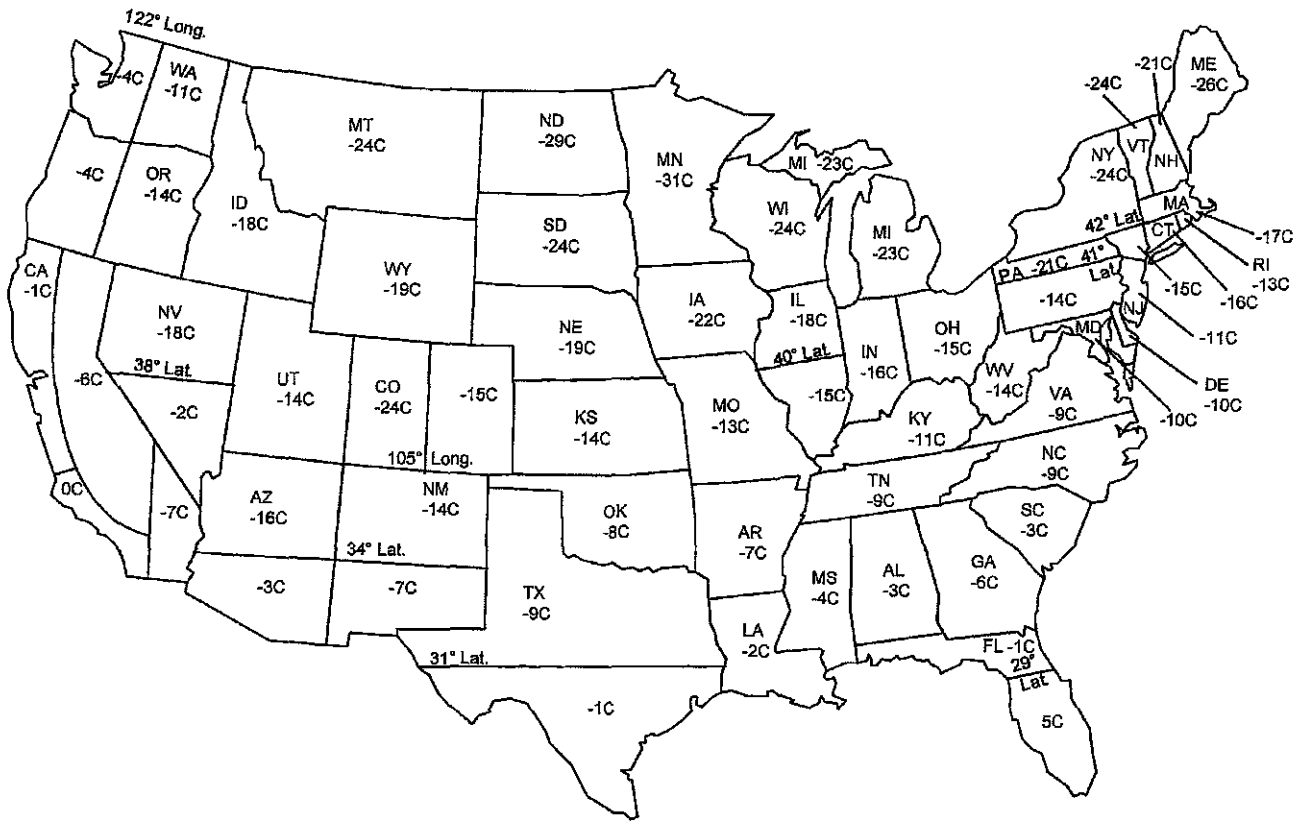 122° Long.
-4C
WA
-11C
-4C
OR
-14C
ID
-18C
MT
-24C
ND
-29C
MN
-31C
MI -23C
WI
-24C
MI
-23C
SD
-24C
WY
-19C
CA
-1C
NV
-18C
38° Lat.
-6C
-2C
UT
-14C
CO
-24C
-15C
105° Long.
NE
-19C
IA
-22C
IL
-18C
40° Lat.
-15C
IN
-16C
OH
-15C
KS
-14C
MO
-13C
KY
-11C
WV
-14C
VA
-9C
PA -21C 41°
Lat.
-14C
NY
-24C
42° Lat.
-24C
VT
-21C
NH
ME
-26C
MA
-17C
CT
RI
-13C
-16C
-15C
NJ
-11C
MD
DE
-10C
-10C
0C
-7C
AZ
-16C
-3C
NM
-14C
34° Lat.
-7C
OK
-8C
TX
-9C
31° Lat.
-1C
AR
-7C
LA
-2C
TN
-9C
NC
-9C
SC
-3C
MS
-4C
AL
-3C
GA
-6C
FL -1C
29°
Lat
5C